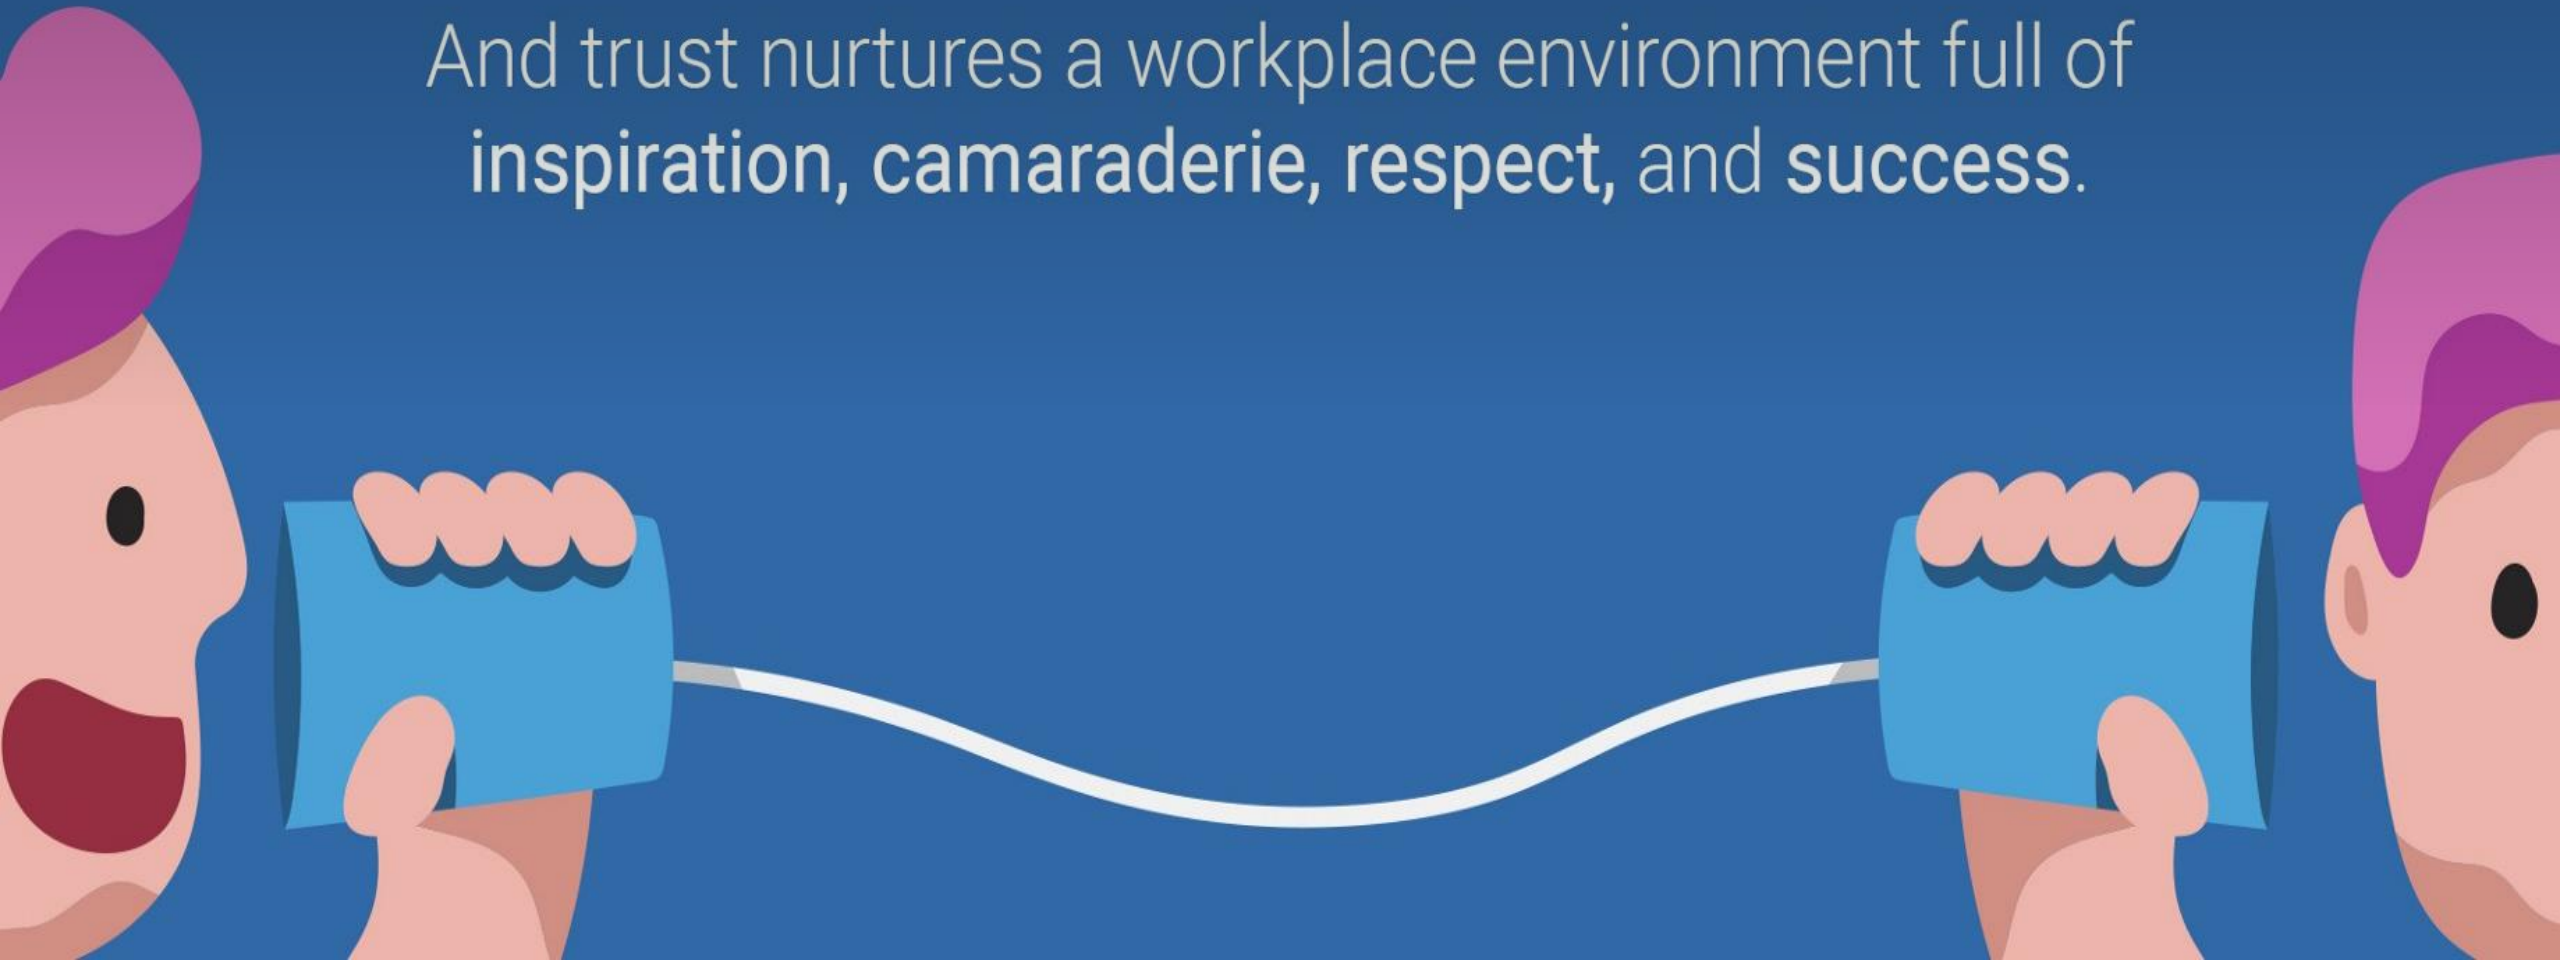 And trust nurtures a workplace environment full of
inspiration, camaraderie, respect, and success.